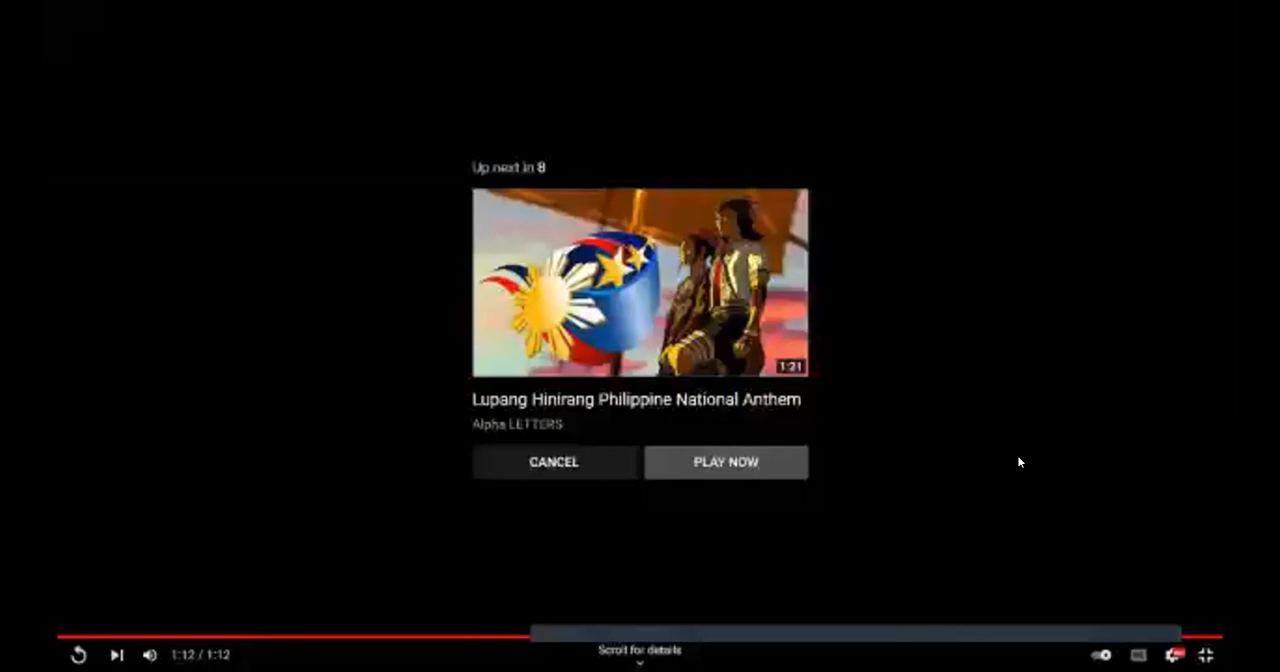 Up next in 8
1:21
Lupang Hinirang Philippine National Anthem
Alpha LETTERS
CANCEL
PLAY NOW
1:12 / 1:12
Scroll for details